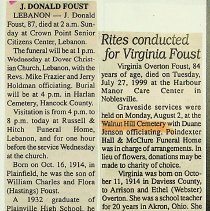 J. DONALD FOUST
LEBANON — J. Donald
Foust, 87, died at 2 a.m. Sun-
day at Crown Point Senior
Citizens Center, Lebanon.
The funeral will be at 1 p.m.
Wednesday at Dover Christ-
ian Church, Lebanon, with the
Revs. Mike Frazier and Jerry
Holdman officiating. Burial
will be at 4 p.m. in Harlan
Cemetery, Hancock County.
Visitation is from 4 p.m. to
8 p.m. today at Russell &
Hitch Funeral Home,
Lebanon, and for one hour
before the service Wednesday
at the church.
Born on Oct. 16, 1914, in
Plainfield, he was the son of
William Charles and Flora
(Hastings) Foust.
A 1932 graduate of
Plainfield High School, he
Rites conducted
for Virginia Foust
Virginia Overton Foust, 84
years of age, died on Tuesday,
July 27, 1999 at the Harbour
Manor Care Center for
Noblesville.
Graveside services were
held on Monday, August 2, at the
Walnut Hill Cemetery with Duane
Jenson officiating. Poindexter
Hall & McClure Funeral Home
was in charge of arrangements. In
lieu of flowers, donations may be
made to charity of choice.
Virginia was born on Octo-
ber 11, 1914 in Daviess County,
to Arrison and Ethel (Webster)
Overton. She was a school teacher
for 20 years in Akron, Ohio. She